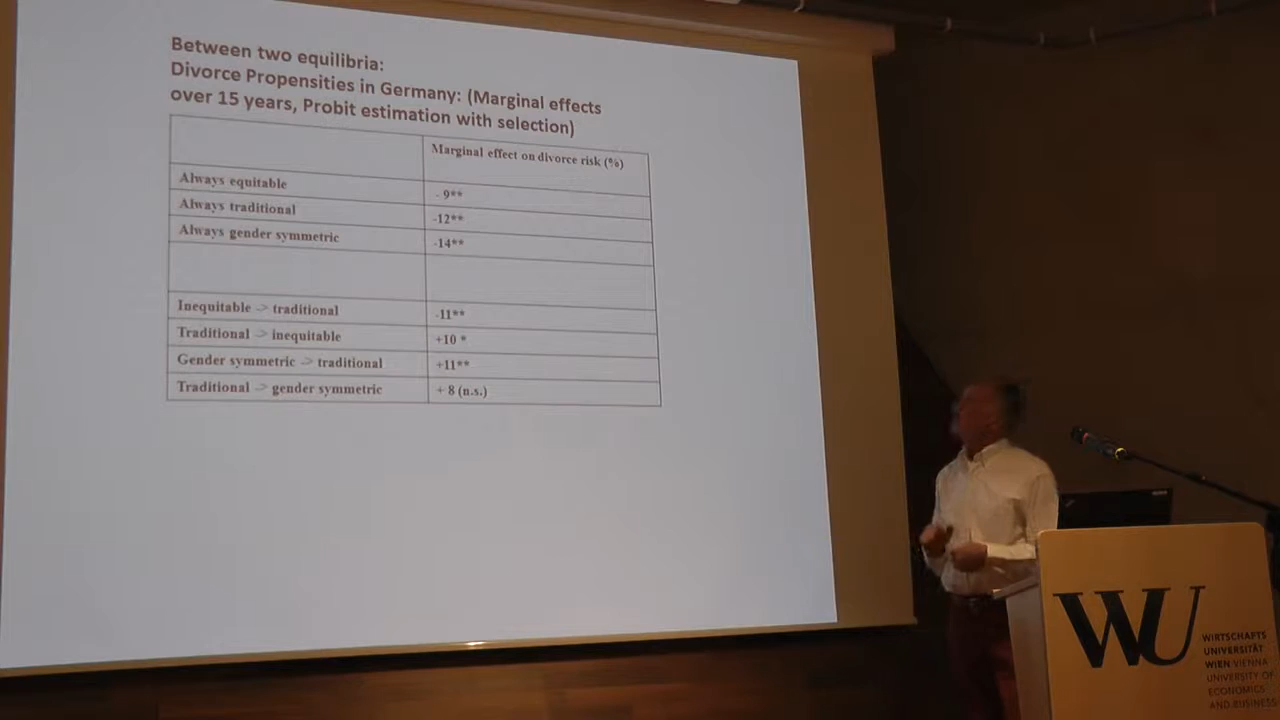 Between two equilibria:
Divorce Propensities in Germany: (Marginal effects
over 15 years, Probit estimation with selection)
Marginal effect on divorce risk (%)
Always equitable - 9**
Always traditional -12**
Always gender symmetric -14**
Inequitable -> traditional -11**
Traditional -> inequitable +10 *
Gender symmetric -> traditional +11**
Traditional -> gender symmetric + 8 (n.s.)
WU
WIRTSCHAFTS
UNIVERSITÄT
WIEN VIENNA
UNIVERSITY OF
ECONOMICS
AND BUSINESS